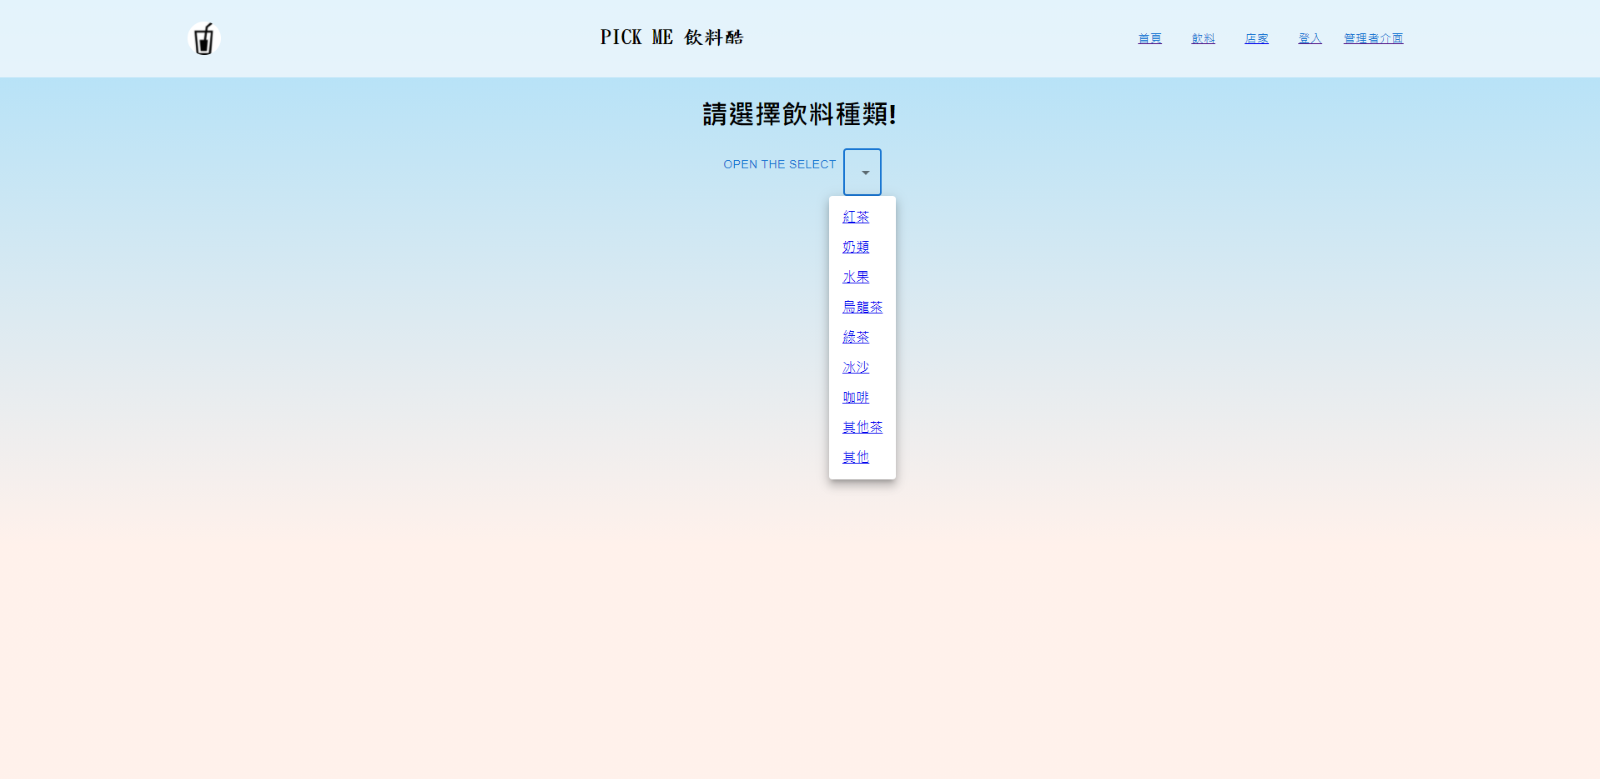 PICK ME 飲料酷
首頁 飲料 店家 登入 管理者介面
請選擇飲料種類!
OPEN THE SELECT
紅茶
奶類
水果
烏龍茶
綠茶
冰沙
咖啡
其他茶
其他